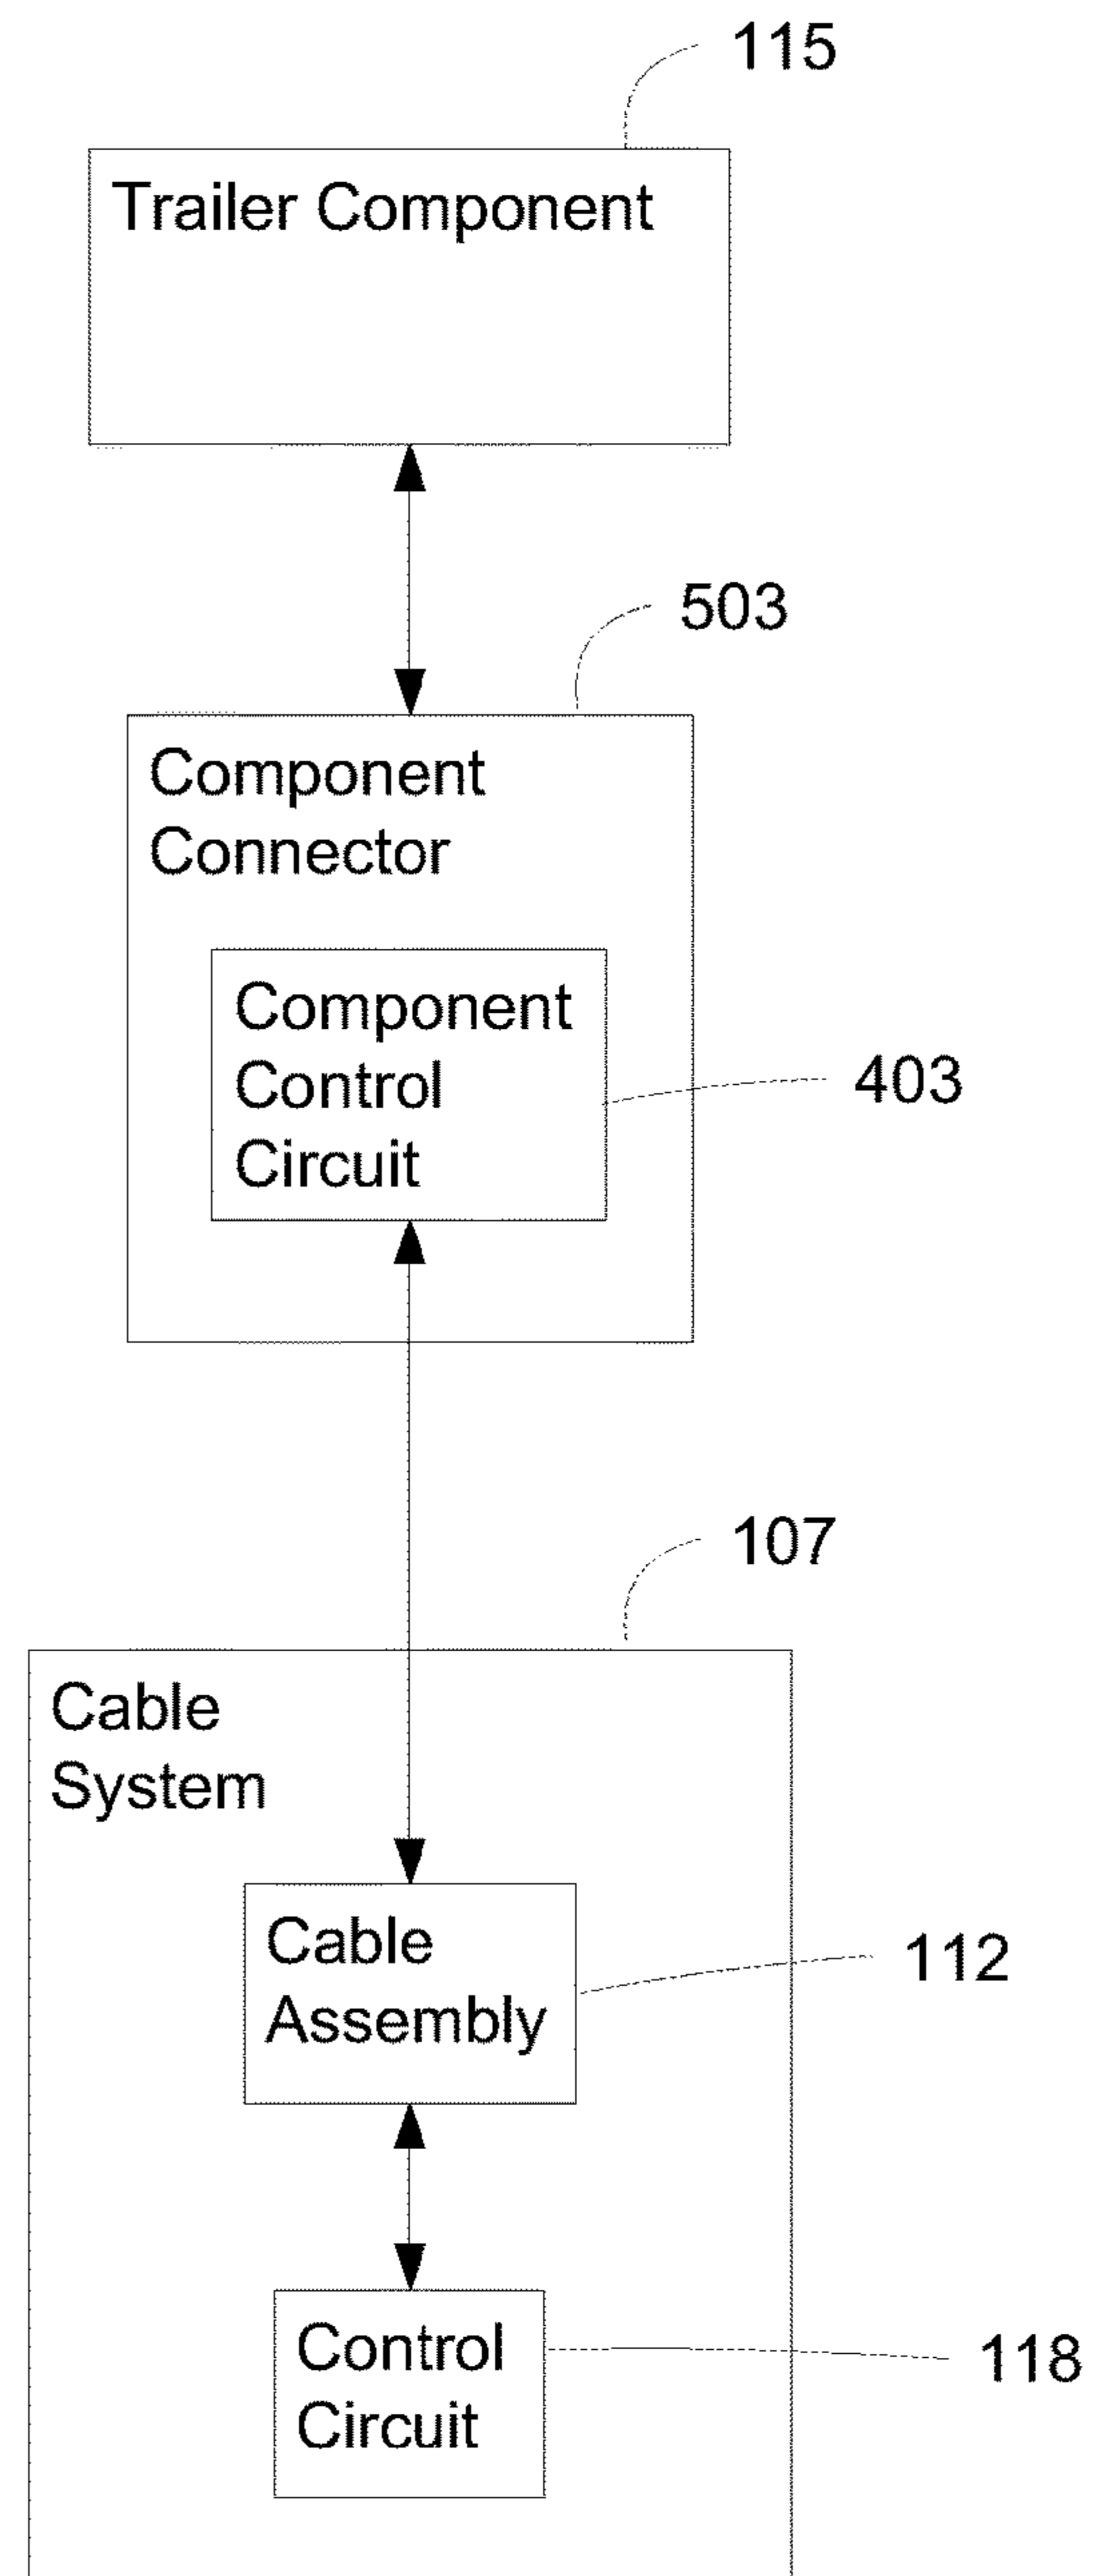 115
Trailer Component
503
Component
Connector
Component
Control
Circuit
403
107
Cable
System
Cable
Assembly
112
Control
Circuit
118